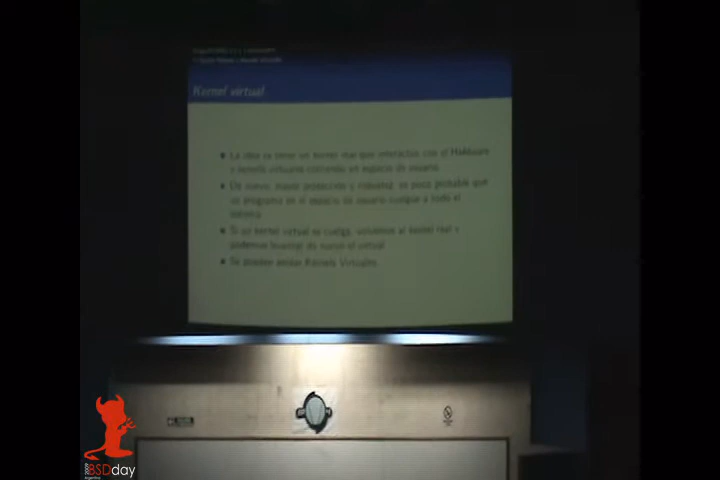 Kernel virtual
La idea es tener un kernel real que interactua con el Hardware
y kernels virtuales corriendo en espacio de usuario
De nuevo, mayor proteccion y robustez: es poco probable que
un programa en el espacio de usuario cuelgue a todo el
sistema
Si un kernel virtual se cuelga, volvemos al kernel real y
podemos levantar de nuevo el virtual
Se pueden anidar Kernels Virtuales
BSDday